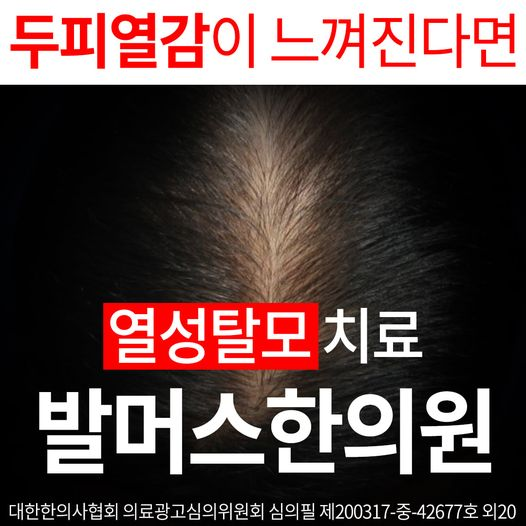 두피열감이 느껴진다면
열성탈모 치료
발머스한의원
대한한의사협회 의료광고심의위원회 심의필 제200317-중-42677호 외20